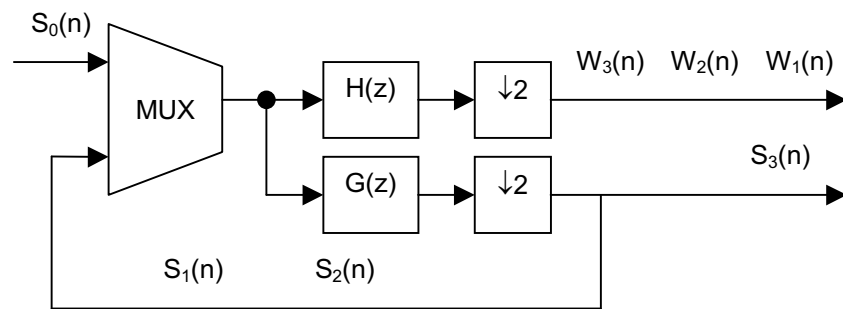 S₀(n)
MUX
H(z)
↓2
W₃(n) W₂(n) W₁(n)
G(z)
↓2
S₃(n)
S₁(n) S₂(n)